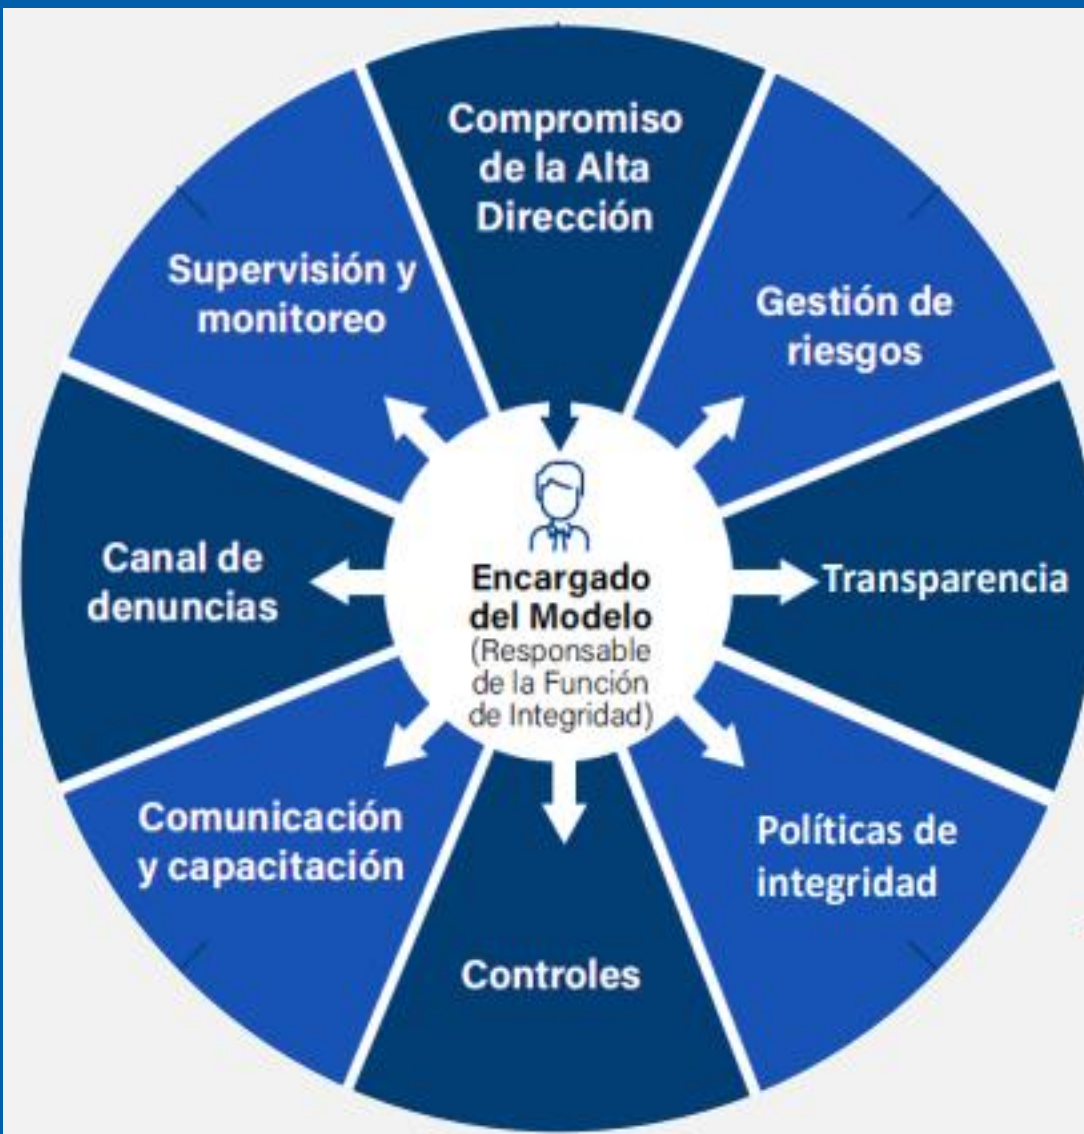 Compromiso
de la Alta
Dirección
Supervisión y
monitoreo
Gestión de
riesgos
Canal de
denuncias
Encargado
del Modelo
(Responsable
de la Función
de Integridad)
Transparencia
Comunicación
y capacitación
Políticas de
integridad
Controles